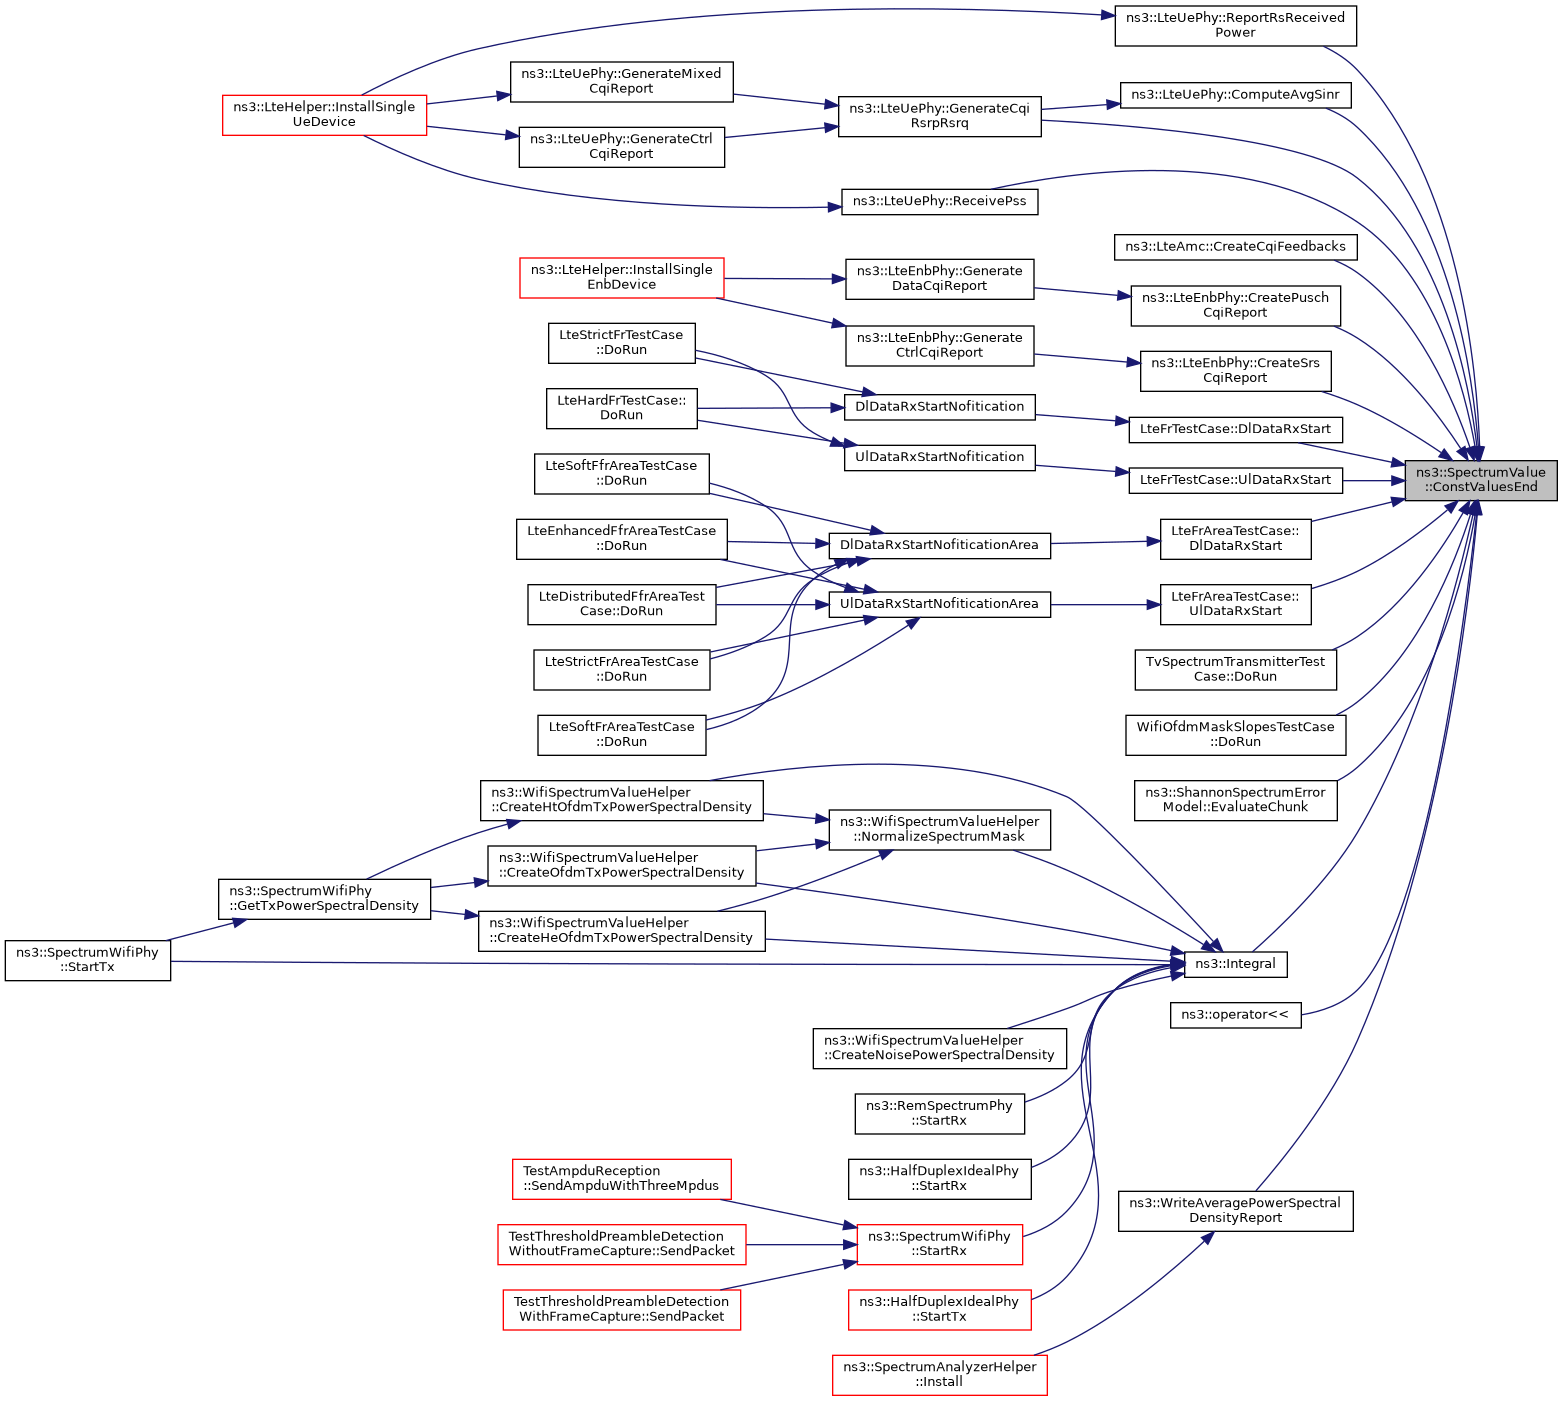 ns3::LteUePhy::ReportRsReceived
Power
ns3::LteUePhy::GenerateMixed
CqiReport
ns3::LteUePhy::ComputeAvgSinr
ns3::LteHelper::InstallSingle
UeDevice
ns3::LteUePhy::GenerateCqi
RsrpRsrq
ns3::LteUePhy::GenerateCtrl
CqiReport
ns3::LteUePhy::ReceivePss
ns3::LteAmc::CreateCqiFeedbacks
ns3::LteHelper::InstallSingle
EnbDevice
ns3::LteEnbPhy::Generate
DataCqiReport
ns3::LteEnbPhy::CreatePusch
CqiReport
LteStrictFrTestCase
::DoRun
ns3::LteEnbPhy::Generate
CtrlCqiReport
ns3::LteEnbPhy::CreateSrs
CqiReport
LteHardFrTestCase::
DoRun
DlDataRxStartNofitication
LteFrTestCase::DlDataRxStart
UlDataRxStartNofitication
LteSoftFfrAreaTestCase
::DoRun
LteFrTestCase::UlDataRxStart
ns3::SpectrumValue
::ConstValuesEnd
LteEnhancedFfrAreaTestCase
::DoRun
DlDataRxStartNofiticationArea
LteFrAreaTestCase::
DlDataRxStart
LteDistributedFfrAreaTest
Case::DoRun
UlDataRxStartNofiticationArea
LteFrAreaTestCase::
UlDataRxStart
LteStrictFrAreaTestCase
::DoRun
TvSpectrumTransmitterTest
Case::DoRun
LteSoftFrAreaTestCase
::DoRun
WifiOfdmMaskSlopesTestCase
::DoRun
ns3::WifiSpectrumValueHelper
::CreateHtOfdmTxPowerSpectralDensity
ns3::ShannonSpectrumError
Model::EvaluateChunk
ns3::WifiSpectrumValueHelper
::NormalizeSpectrumMask
ns3::WifiSpectrumValueHelper
::CreateOfdmTxPowerSpectralDensity
ns3::SpectrumWifiPhy
::GetTxPowerSpectralDensity
ns3::WifiSpectrumValueHelper
::CreateHeOfdmTxPowerSpectralDensity
ns3::SpectrumWifiPhy
::StartTx
ns3::Integral
ns3::operator<<
ns3::WifiSpectrumValueHelper
::CreateNoisePowerSpectralDensity
ns3::RemSpectrumPhy
::StartRx
TestAmpduReception
::SendAmpduWithThreeMpdus
ns3::HalfDuplexIdealPhy
::StartRx
ns3::WriteAveragePowerSpectral
DensityReport
TestThresholdPreambleDetection
WithoutFrameCapture::SendPacket
ns3::SpectrumWifiPhy
::StartRx
TestThresholdPreambleDetection
WithFrameCapture::SendPacket
ns3::HalfDuplexIdealPhy
::StartTx
ns3::SpectrumAnalyzerHelper
::Install